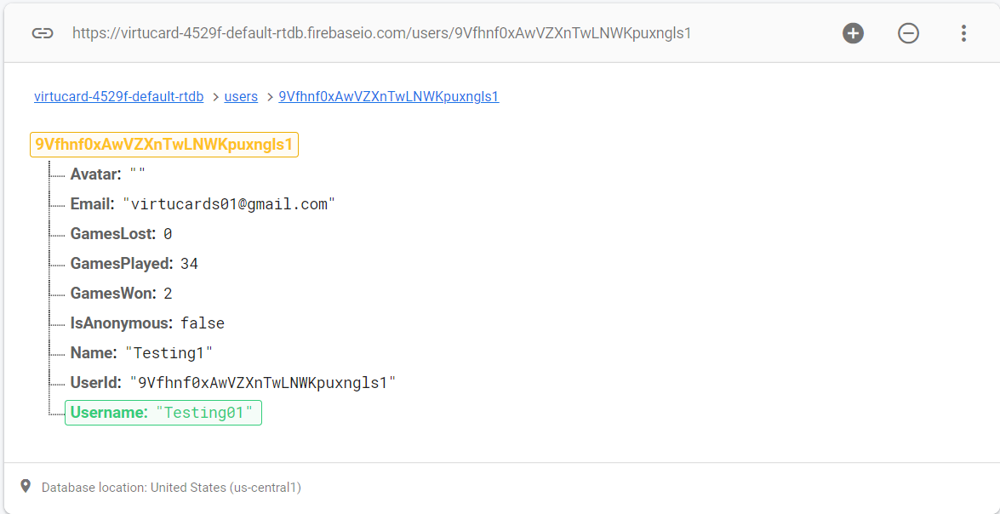 https://virtucard-4529f-default-rtdb.firebaseio.com/users/9Vfhnf0xAwVZXnTwLNWKpuxngls1
virtucard-4529f-default-rtdb > users > 9Vfhnf0xAwVZXnTwLNWKpuxngls1
9Vfhnf0xAwVZXnTwLNWKpuxngls1
Avatar: ""
Email: "virtucards01@gmail.com"
GamesLost: 0
GamesPlayed: 34
GamesWon: 2
IsAnonymous: false
Name: "Testing1"
UserId: "9Vfhnf0xAwVZXnTwLNWKpuxngls1"
Username: "Testing01"
Database location: United States (us-central1)